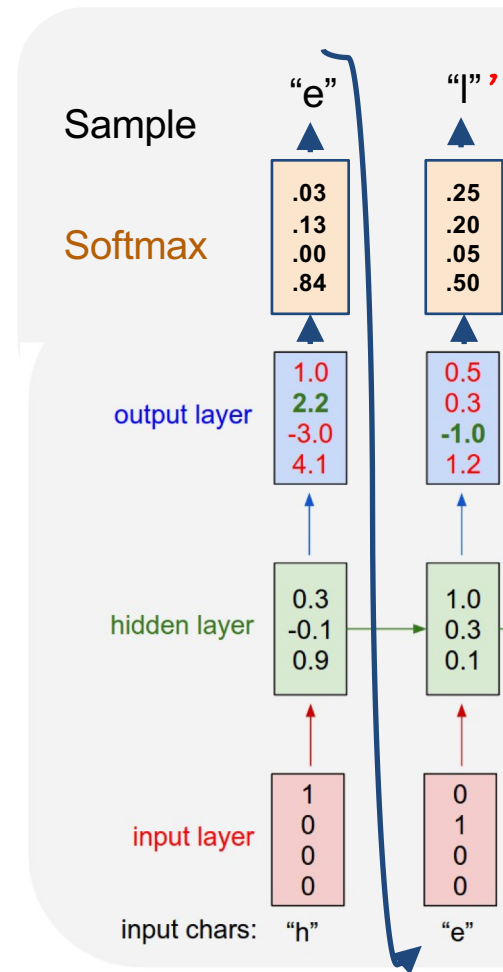 Sample "e" "l" ’
Softmax
.03 .25
.13 .20
.00 .05
.84 .50
output layer
1.0 0.5
2.2 0.3
-3.0 -1.0
4.1 1.2
hidden layer
0.3 1.0
-0.1 0.3
0.9 0.1
input layer
1 0
0 1
0 0
0 0
input chars: "h" "e"